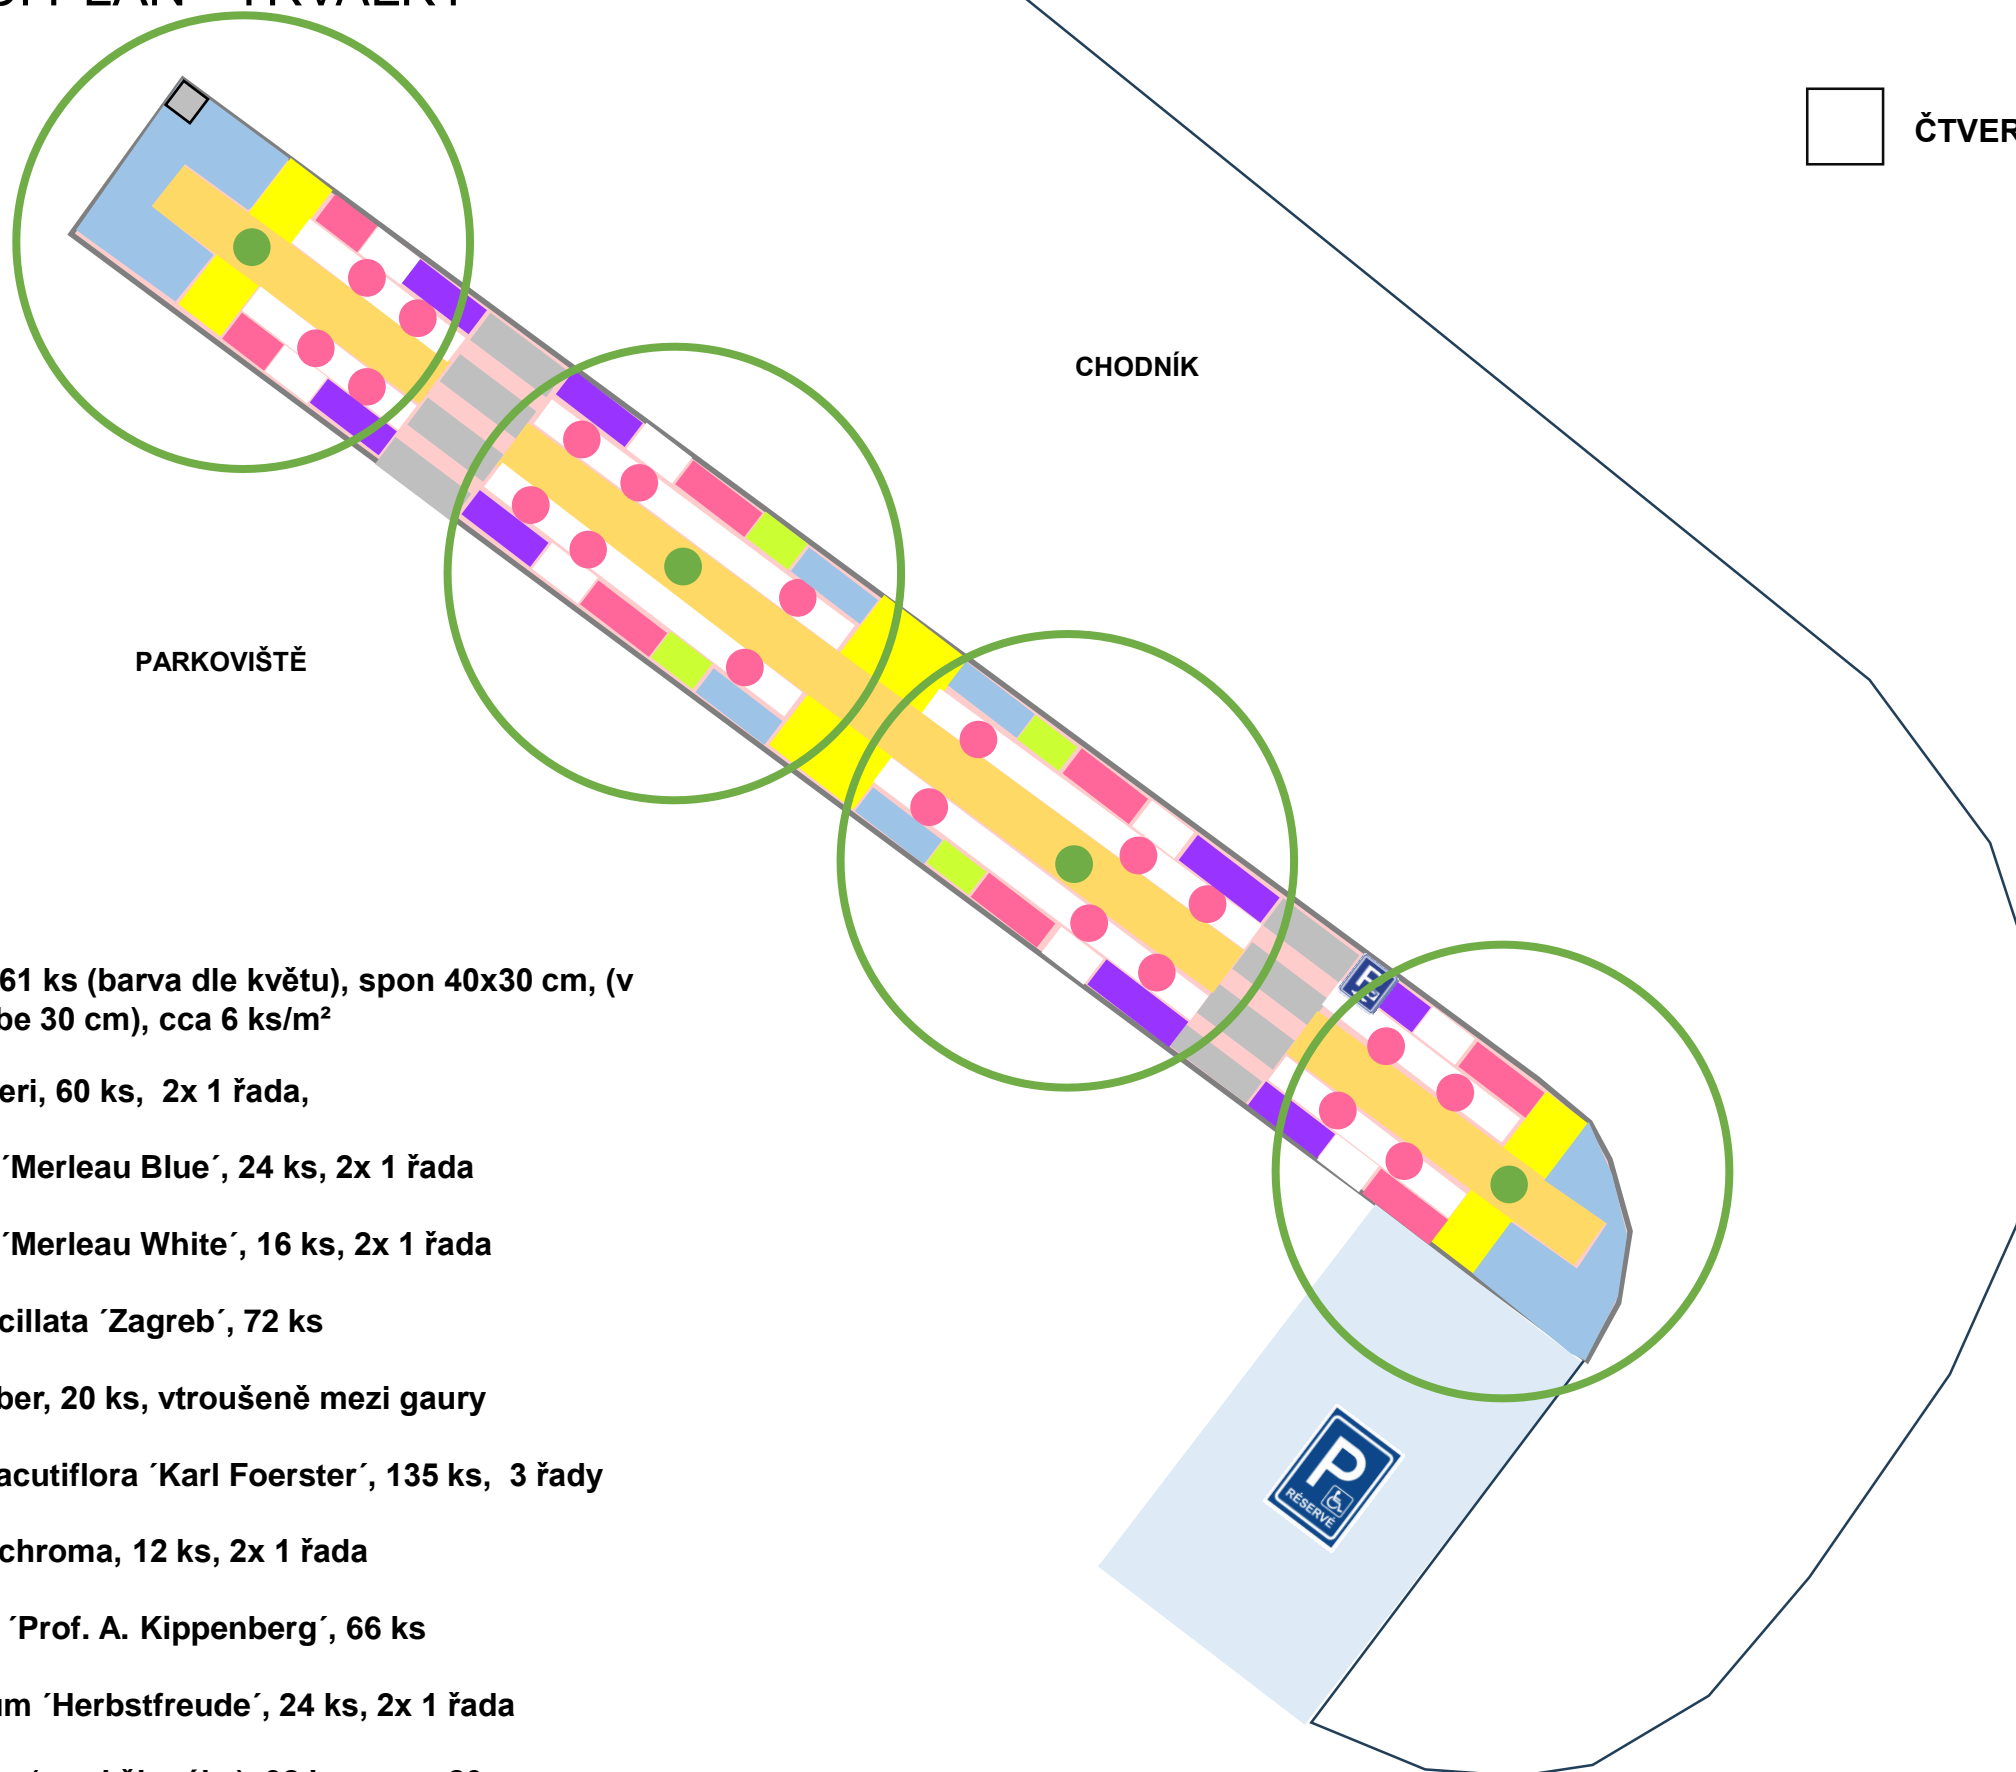 PLÁN
ČTVER
CHODNÍK
PARKOVIŠTĚ
61 ks (barva dle květu), spon 40x30 cm, (v
be 30 cm), cca 6 ks/m²
eri, 60 ks, 2x 1 řada,
´Merleau Blue´, 24 ks, 2x 1 řada
´Merleau White´, 16 ks, 2x 1 řada
cillata ´Zagreb´, 72 ks
ber, 20 ks, vtroušeně mezi gaury
acutiflora ´Karl Foerster´, 135 ks, 3 řady
chroma, 12 ks, 2x 1 řada
´Prof. A. Kippenberg´, 66 ks
um ´Herbstfreude´, 24 ks, 2x 1 řada
P
RÉSERVÉ